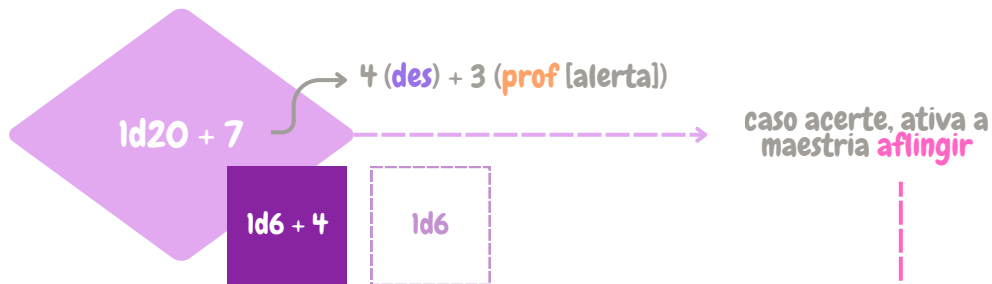 4 (des) + 3 (prof [alerta])
1d20 + 7
caso acerte, ativa a
maestria aflingir
1d6 + 4
1d6